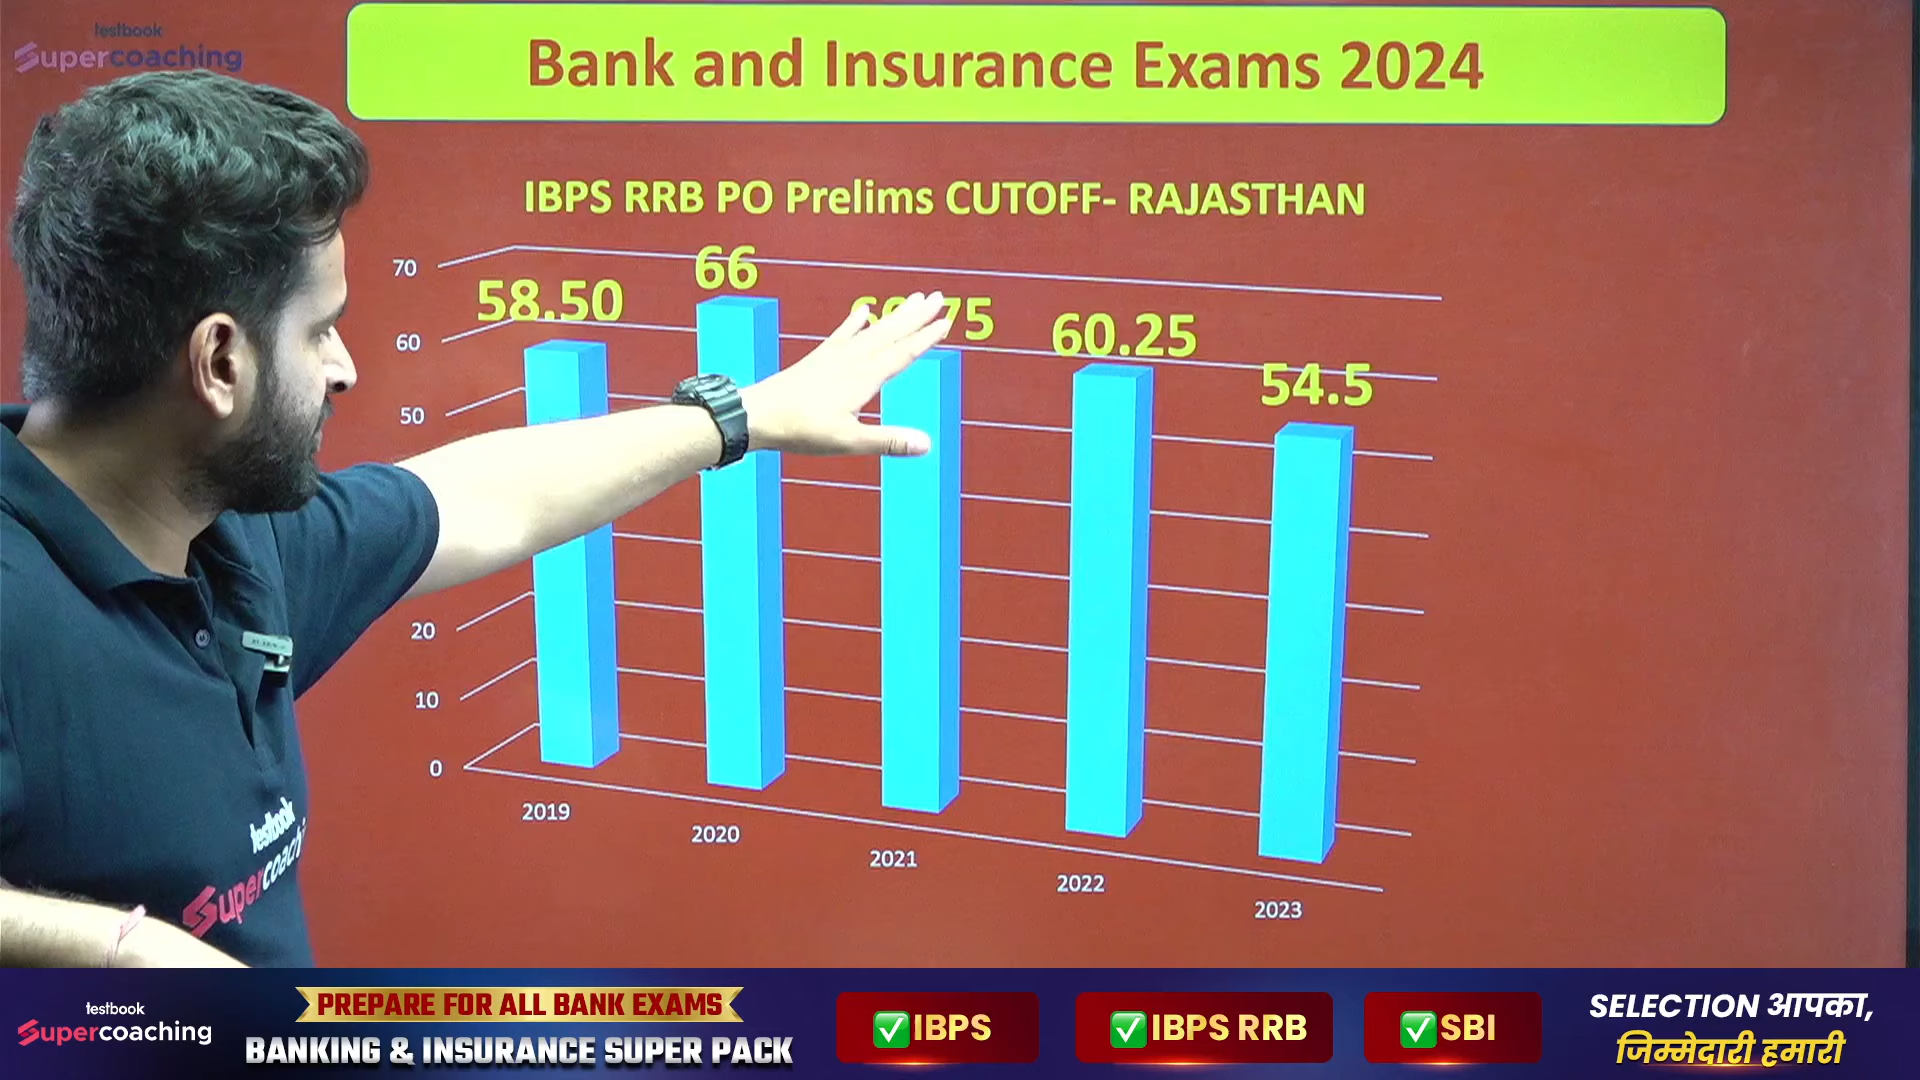 testbook
Supercoaching
Bank and Insurance Exams 2024
IBPS RRB PO Prelims CUTOFF- RAJASTHAN
70
60
50
20
10
0
58.50
66
60.25
54.5
2019
2020
2021
2022
2023
testbook
Supercoach
testbook
Supercoaching
PREPARE FOR ALL BANK EXAMS
BANKING & INSURANCE SUPER PACK
✅IBPS
✅IBPS RRB
✅SBI
SELECTION आपका,
जिम्मेदारी हमारी